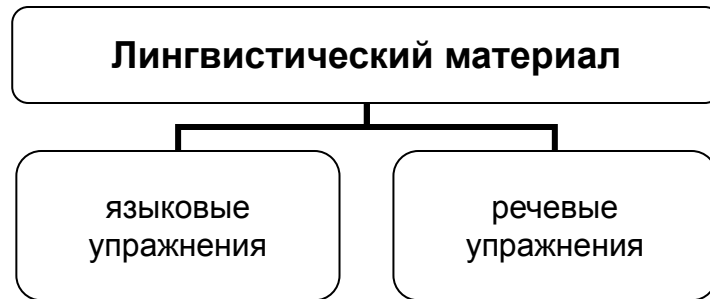 Лингвистический материал
языковые
упражнения
речевые
упражнения